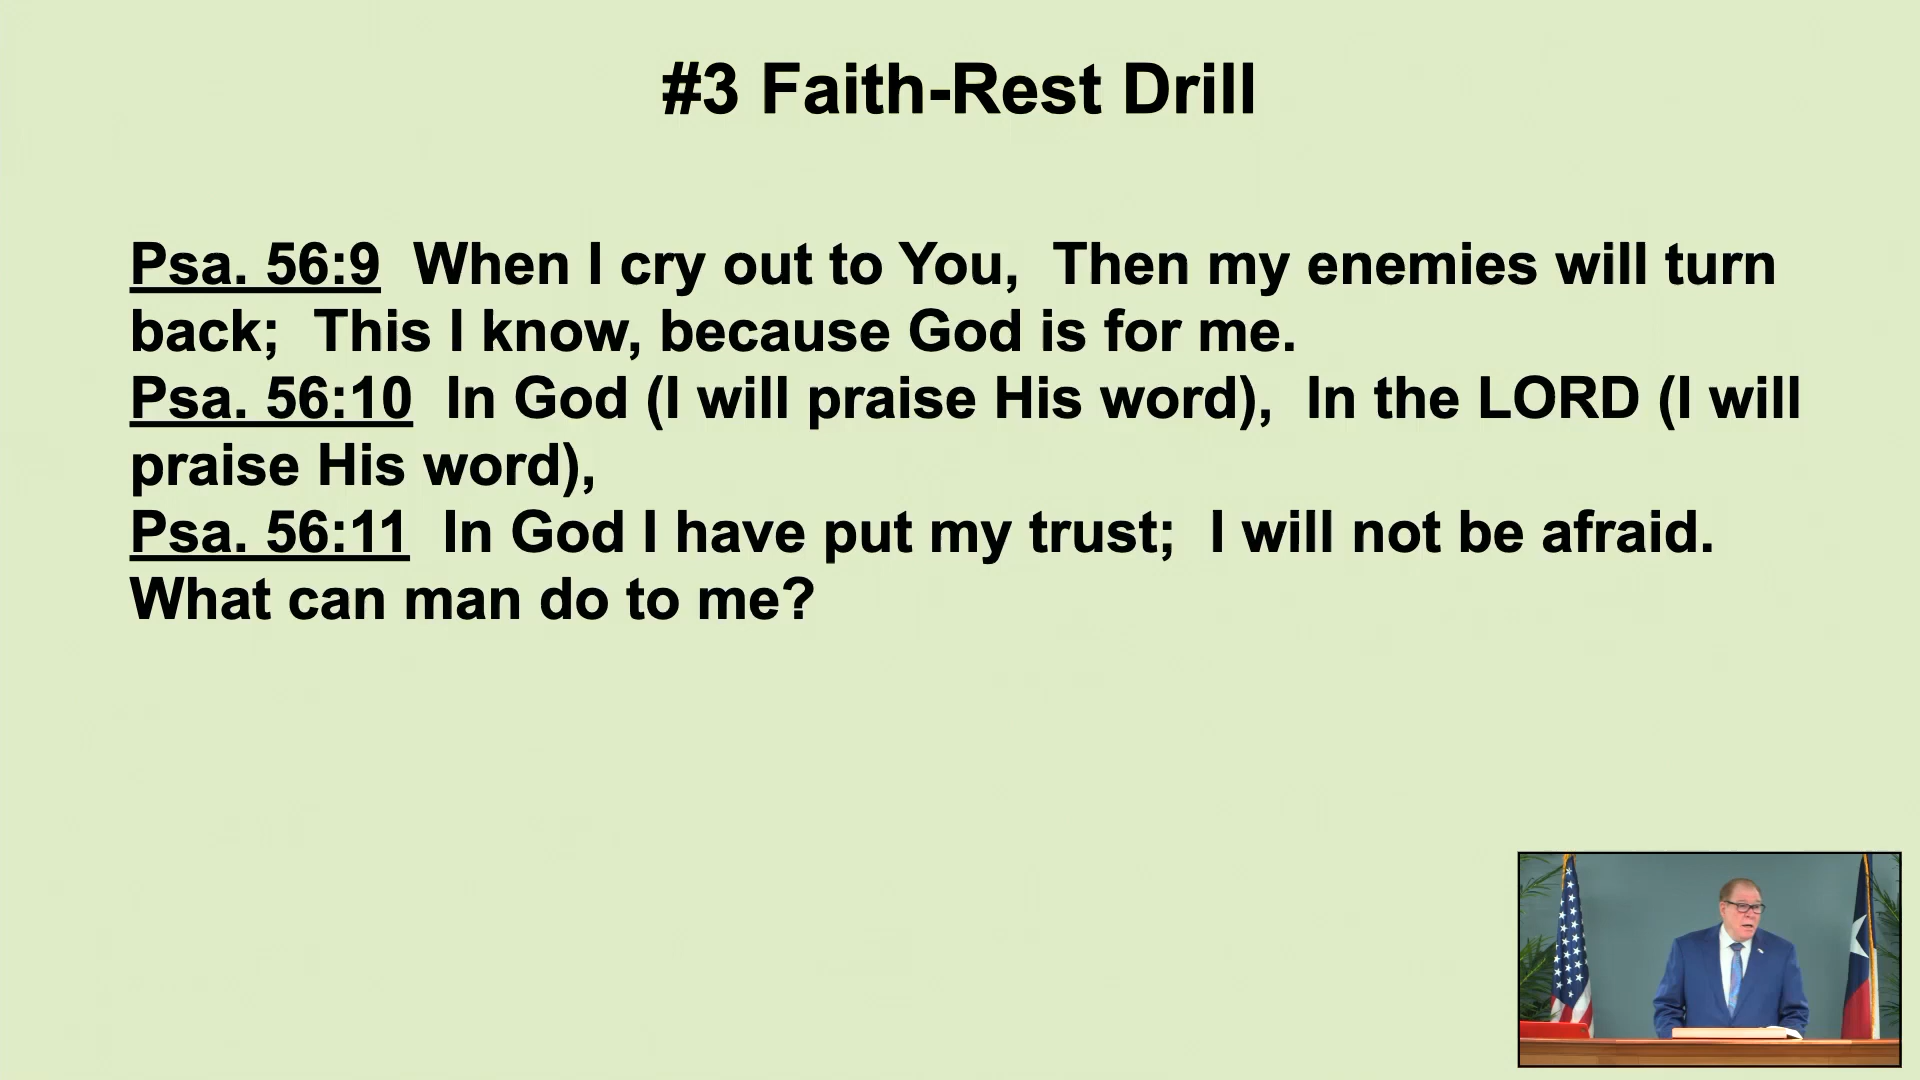 #3 Faith-Rest Drill
Psa. 56:9  When I cry out to You,  Then my enemies will turn
back;  This I know, because God is for me.
Psa. 56:10  In God (I will praise His word),  In the LORD (I will
praise His word),
Psa. 56:11  In God I have put my trust;  I will not be afraid.
What can man do to me?